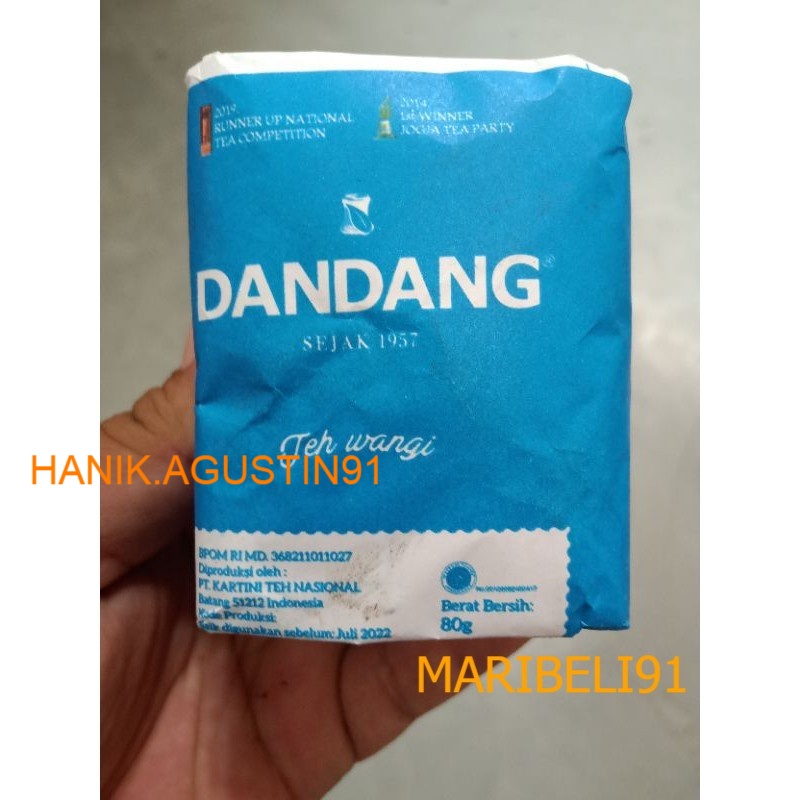 2019
RUNNER UP NATIONAL
TEA COMPETITION
2014
1st WINNER
JOGJA TEA PARTY
DANDANG®
SEJAK 1957
Teh wangi
HANIK.AGUSTIN91
BPOM RI MD. 368211011027
Diproduksi oleh :
PT. KARTINI TEH NASIONAL
Batang 51212 Indonesia
Kode Produksi:
Baik digunakan sebelum: Juli 2022
Berat Bersih:
80g
MARIBELI91